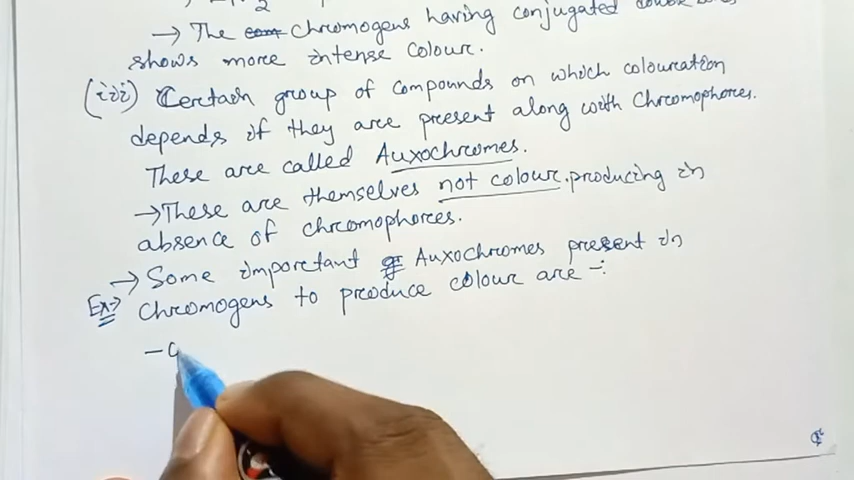 → The Chromogens having conjugated
shows more intense colour.
(iii) Certain group of compounds on which colouration
depends if they are present along with Chromophores.
These are called Auxochromes.
→ These are themselves not colour producing in
absence of chromophores.
→ Some important Auxochromes present in
Ex-> Chromogens to produce colour are -: